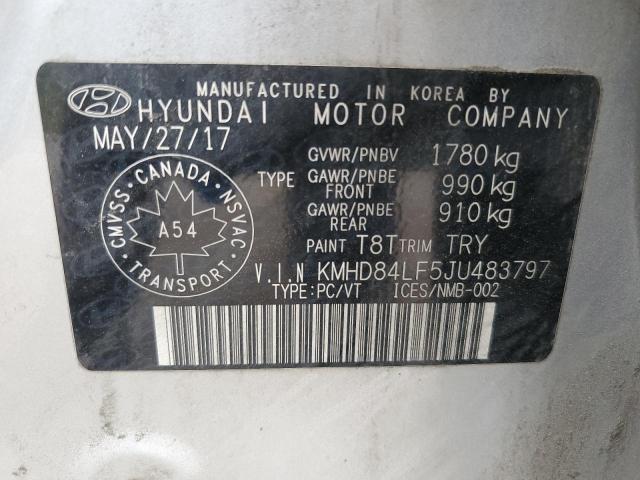 MANUFACTURED IN KOREA BY
HYUNDAI MOTOR COMPANY
MAY/27/17
GVWR/PNBV 1780 kg
TYPE GAWR/PNBE FRONT 990 kg
GAWR/PNBE REAR 910 kg
PAINT T8T TRIM TRY
CMVSS · CANADA · NSVAC · TRANSPORT ·
A54
V.I.N KMHD84LF5JU483797
TYPE:PC/VT ICES/NMB-002